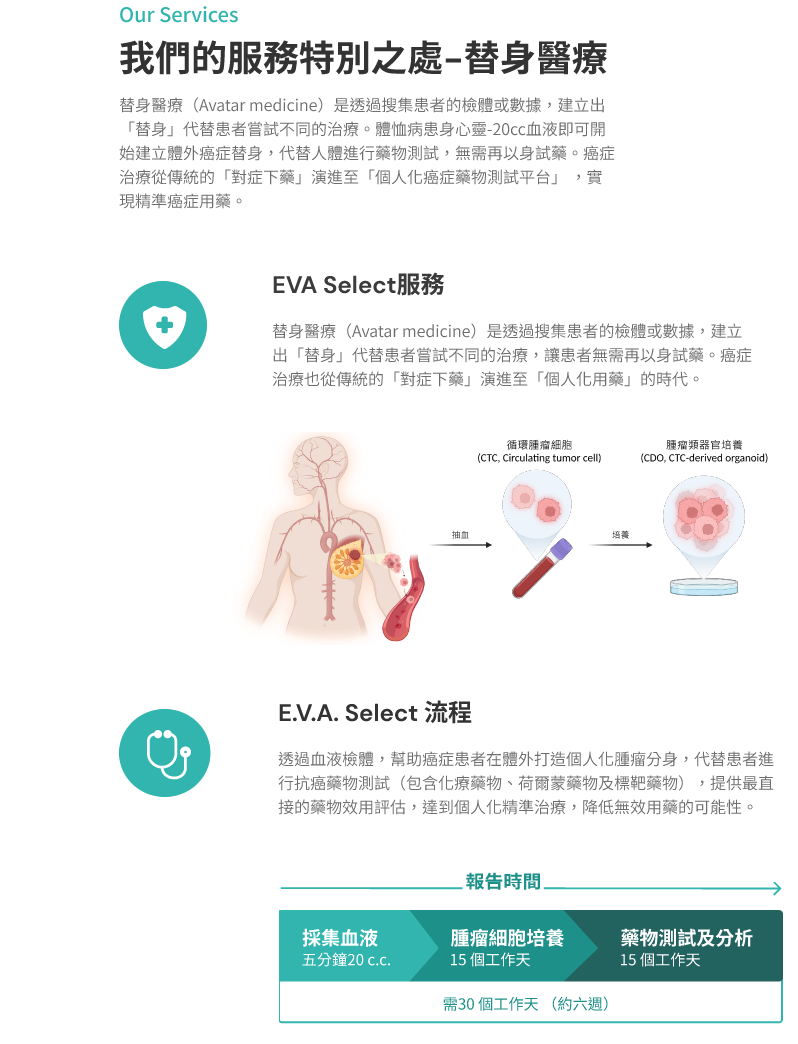 Our Services
我們的服務特別之處–替身醫療
替身醫療（Avatar medicine）是透過搜集患者的檢體或數據，建立出
「替身」代替患者嘗試不同的治療。體恤病患身心靈-20cc血液即可開
始建立體外癌症替身，代替人體進行藥物測試，無需再以身試藥。癌症
治療從傳統的「對症下藥」演進至「個人化癌症藥物測試平台」 ，實
現精準癌症用藥。
EVA Select服務
替身醫療（Avatar medicine）是透過搜集患者的檢體或數據，建立
出「替身」代替患者嘗試不同的治療，讓患者無需再以身試藥。癌症
治療也從傳統的「對症下藥」演進至「個人化用藥」的時代。
循環腫瘤細胞
(CTC, Circulating tumor cell)
腫瘤類器官培養
(CDO, CTC-derived organoid)
抽血
培養
E.V.A. Select 流程
透過血液檢體，幫助癌症患者在體外打造個人化腫瘤分身，代替患者進
行抗癌藥物測試（包含化療藥物、荷爾蒙藥物及標靶藥物），提供最直
接的藥物效用評估，達到個人化精準治療，降低無效用藥的可能性。
報告時間
採集血液
五分鐘20 c.c.
腫瘤細胞培養
15 個工作天
藥物測試及分析
15 個工作天
需30 個工作天 （約六週）